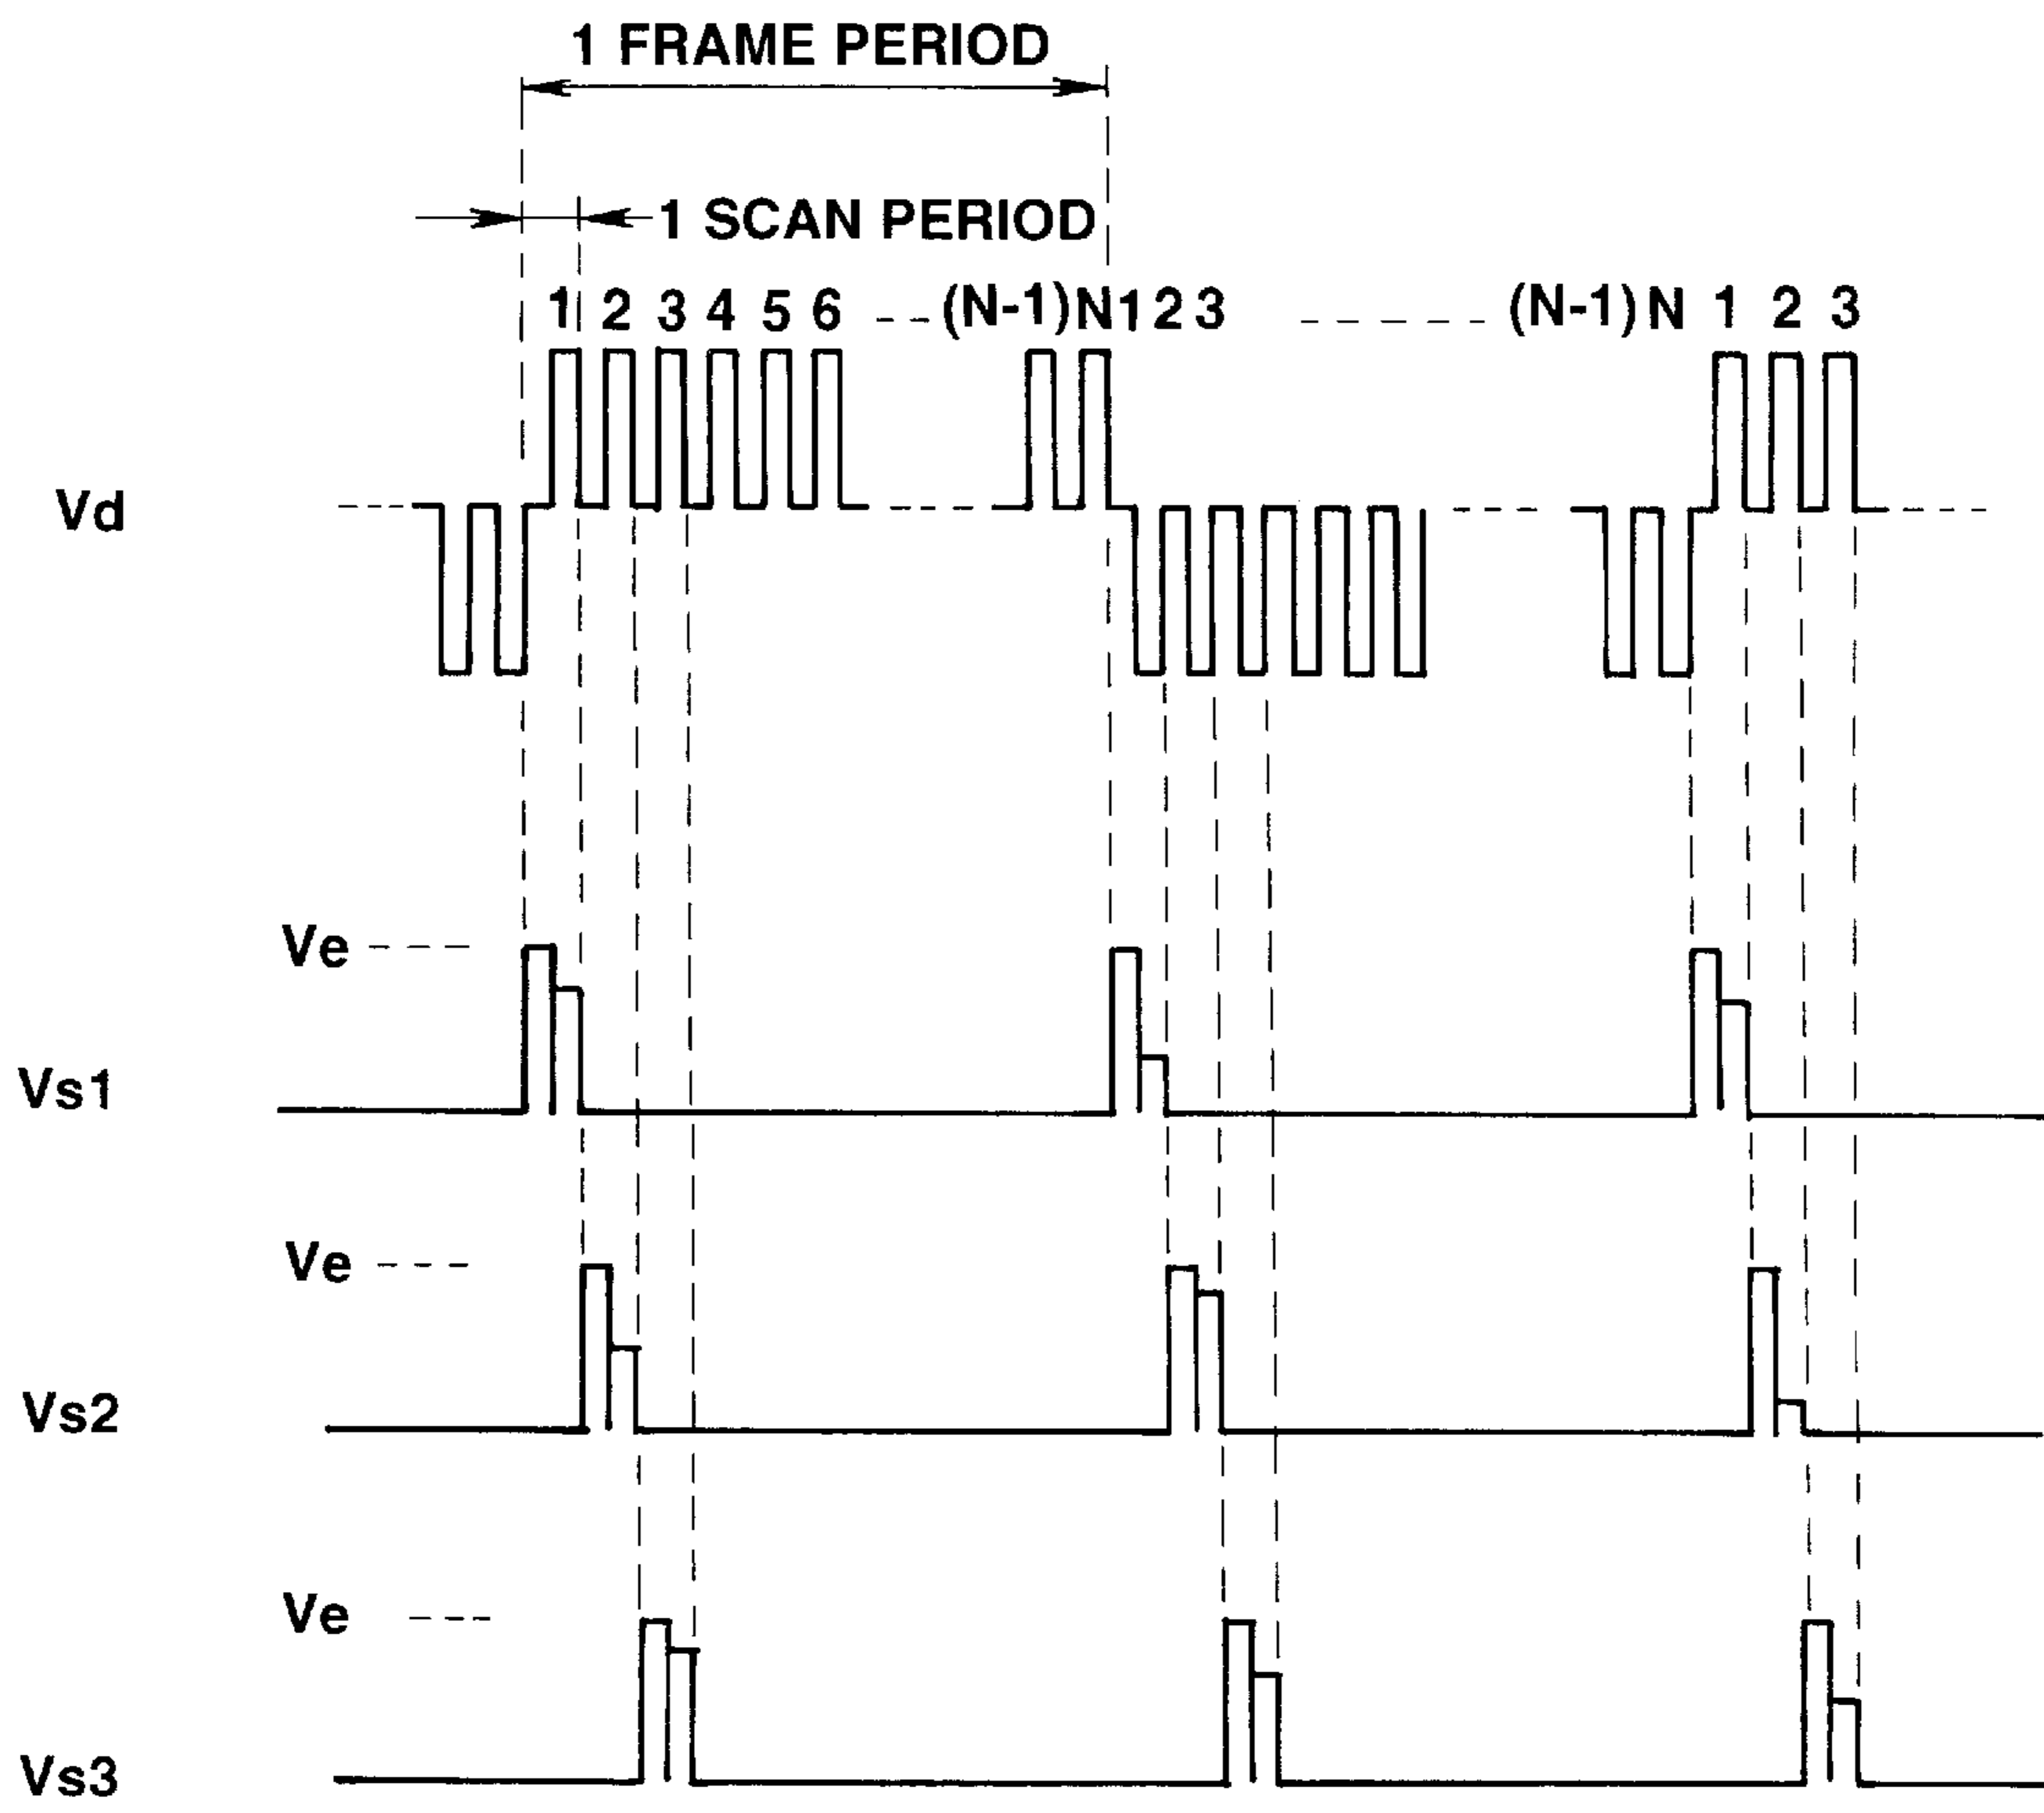 1 FRAME PERIOD
1 SCAN PERIOD
1 2 3 4 5 6 (N-1) N 1 2 3 (N-1) N 1 2 3
Vd
Ve
Vs1
Ve
Vs2
Ve
Vs3